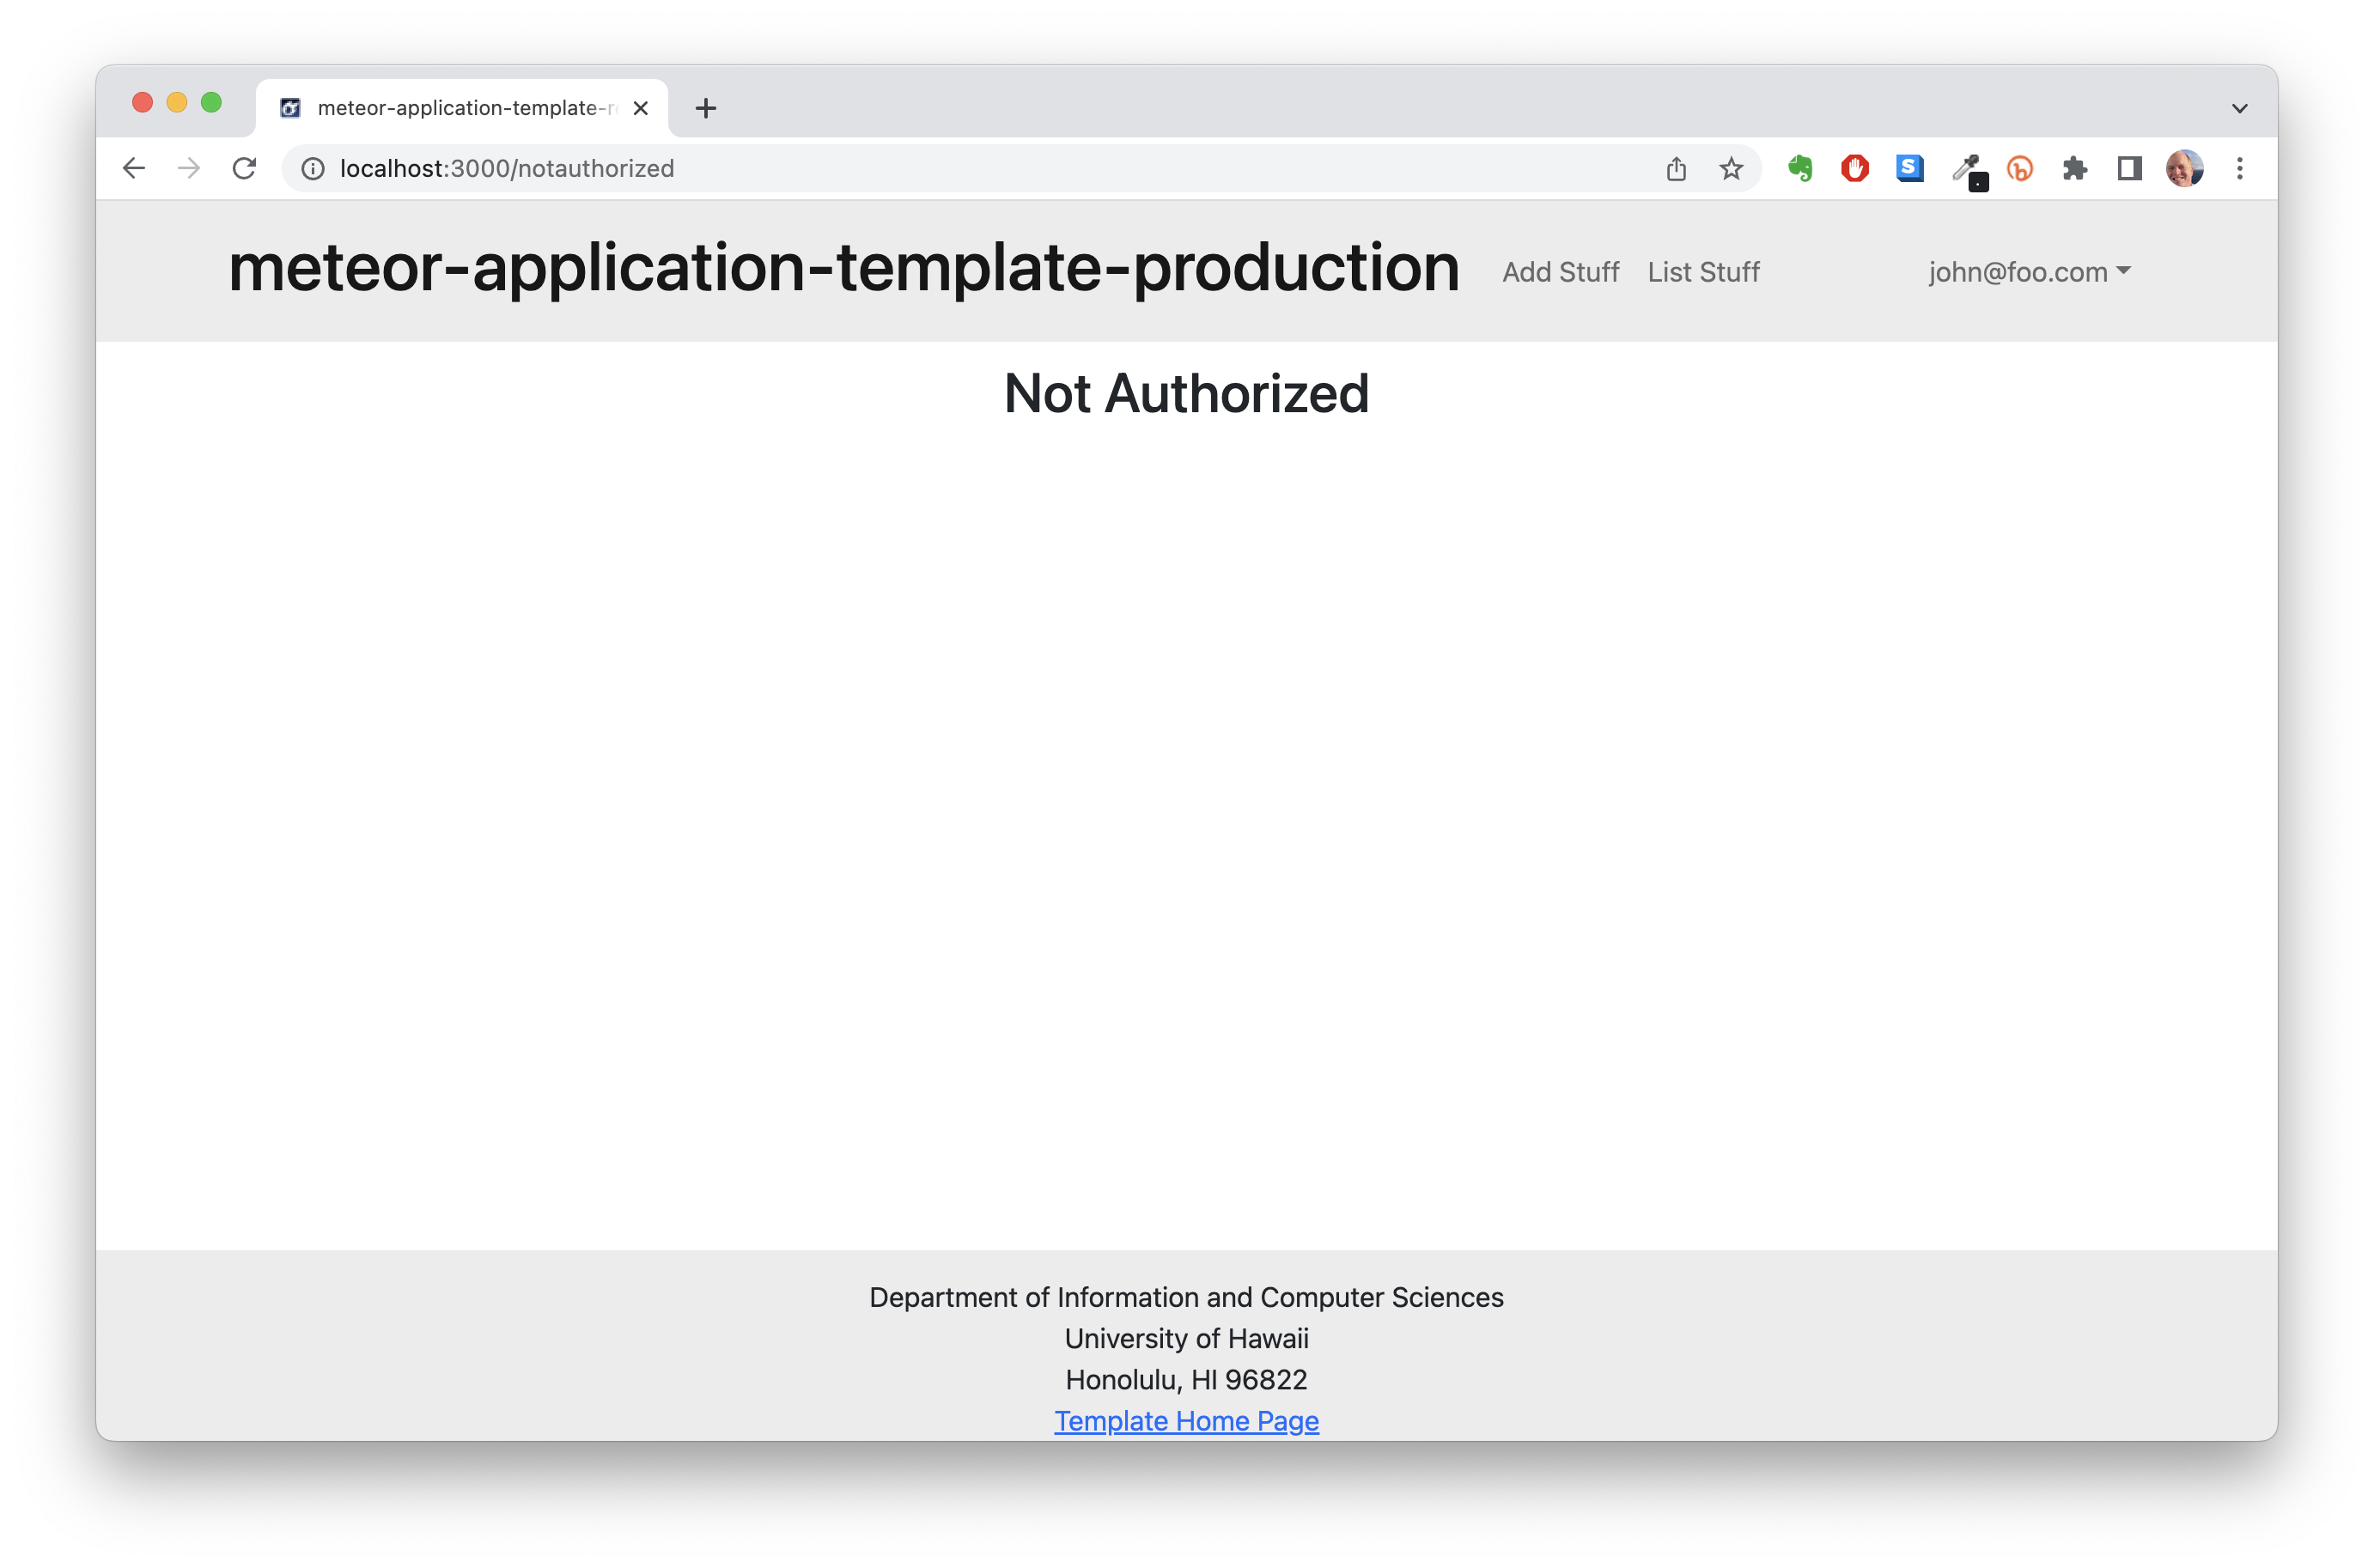 meteor-application-template-r
localhost:3000/notauthorized
meteor-application-template-production Add Stuff List Stuff john@foo.com
Not Authorized
Department of Information and Computer Sciences
University of Hawaii
Honolulu, HI 96822
Template Home Page